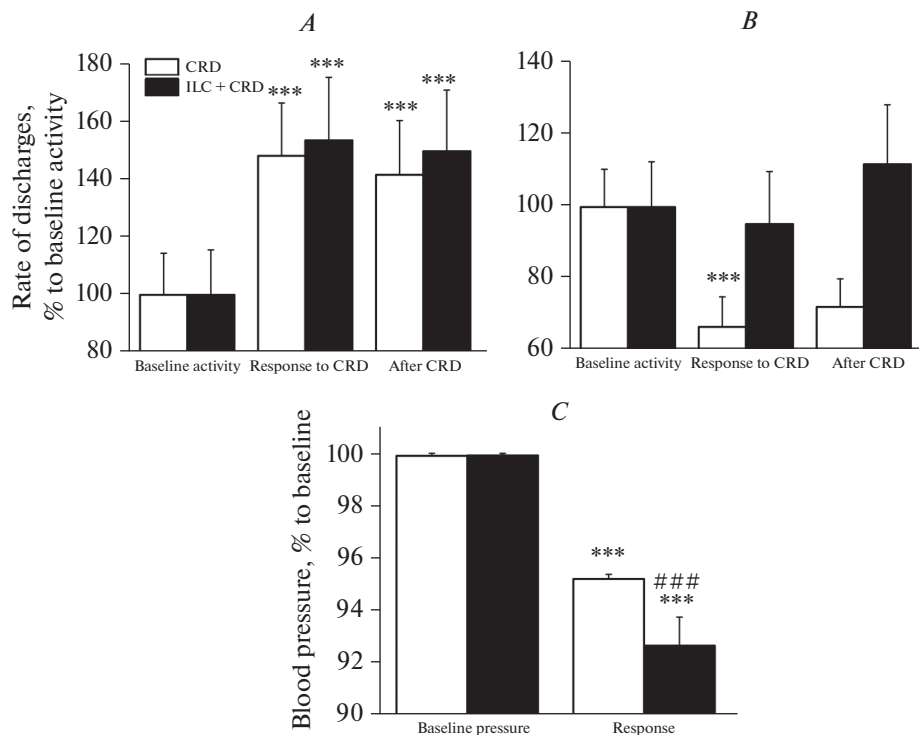 A
B
Rate of discharges,
% to baseline activity
180
160
140
120
100
80
CRD
ILC + CRD
***
***
***
***
Baseline activity
Response to CRD
After CRD
140
120
100
80
60
***
Baseline activity
Response to CRD
After CRD
C
Blood pressure, % to baseline
100
98
96
94
92
90
***
###
***
Baseline pressure
Response